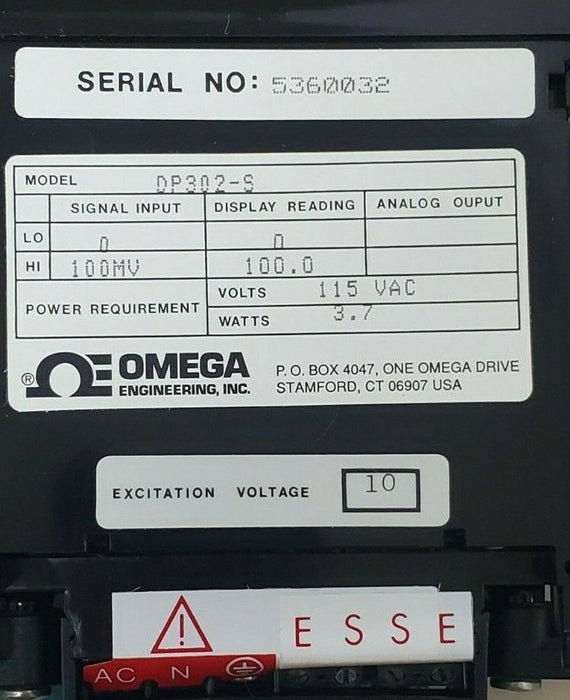 SERIAL NO: 5360032
MODEL DP302-S
SIGNAL INPUT DISPLAY READING ANALOG OUPUT
LO 0 0
HI 100MV 100.0
POWER REQUIREMENT
VOLTS 115 VAC
WATTS 3.7
® OMEGA
ENGINEERING, INC.
P.O. BOX 4047, ONE OMEGA DRIVE
STAMFORD, CT 06907 USA
EXCITATION VOLTAGE 10
! E S S E
AC N